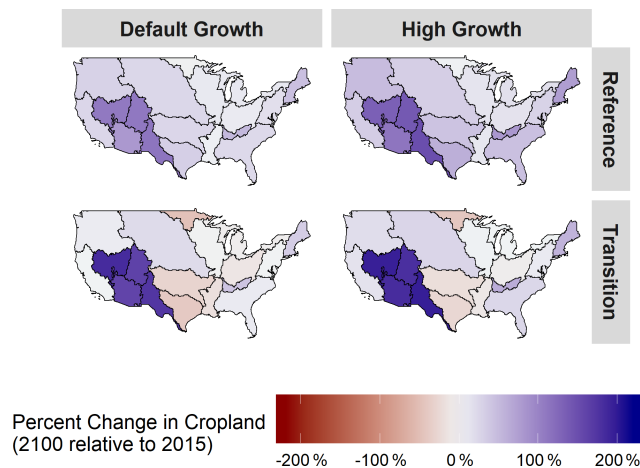 Default Growth
High Growth
Reference
Transition
Percent Change in Cropland
(2100 relative to 2015)
-200 % -100 % 0 % 100 % 200 %